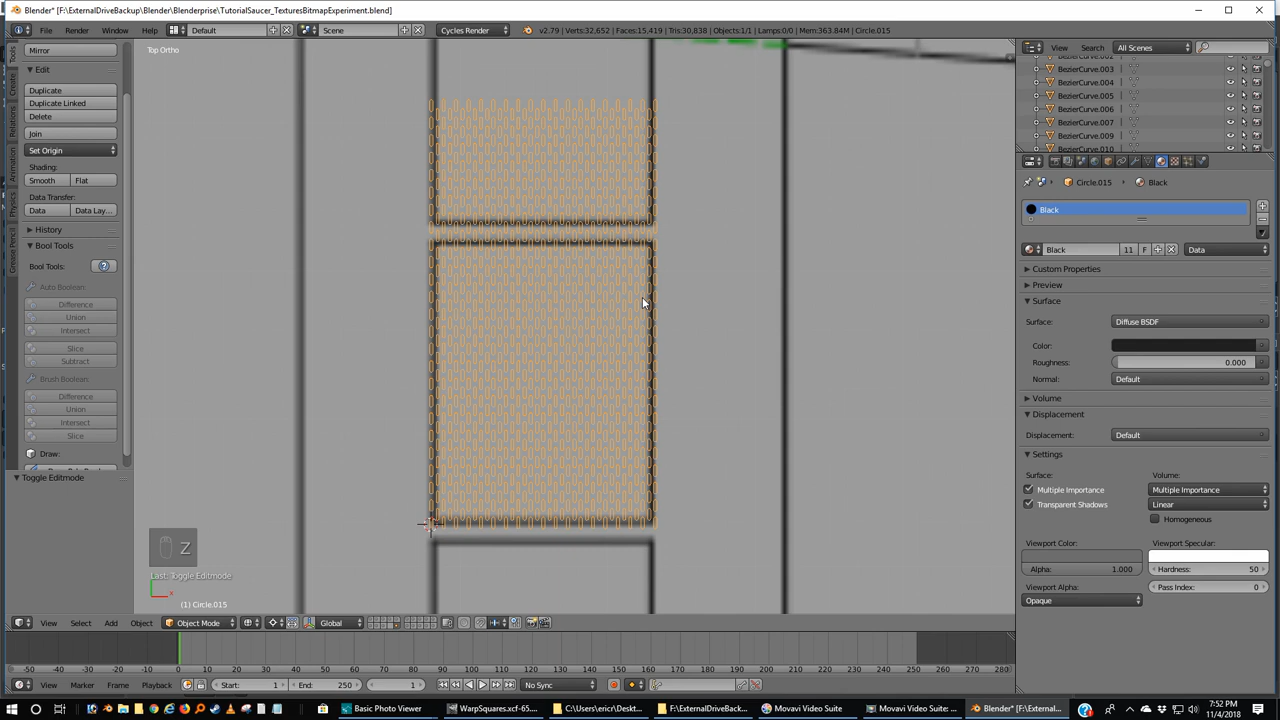 Blender* [F:\ExternalDriveBackup\Blender\Blenderprise\TutorialSaucer_TexturesBitmapExperiment.blend]
File Render Window Help Default Scene Cycles Render v2.79 | Verts:32,652 | Faces:15,419 | Tris:30,838 | Objects:1/1 | Lamps:0/0 | Mem:363.84M | Circle.015
Mirror
Edit
Duplicate
Duplicate Linked
Delete
Join
Set Origin
Shading:
Smooth Flat
Data Transfer:
Data Data Lay...
History
Bool Tools
Bool Tools:
Auto Boolean:
Difference
Union
Intersect
Slice
Subtract
Brush Boolean:
Difference
Union
Intersect
Slice
Draw:
Toggle Editmode
Tools
Create
Relations
Animation
Physics
Grease Pencil
Top Ortho
Z
Last: Toggle Editmode
x
(1) Circle.015
View Select Add Object Object Mode Global
View Search All Scenes
BezierCurve.003
BezierCurve.004
BezierCurve.005
BezierCurve.006
BezierCurve.007
BezierCurve.009
BezierCurve.010
Circle.015 Black
Black
Black 11 F Data
Custom Properties
Preview
Surface
Surface: Diffuse BSDF
Color:
Roughness: 0.000
Normal: Default
Volume
Displacement
Displacement: Default
Settings
Surface: Volume:
Multiple Importance Multiple Importance
Transparent Shadows Linear
Homogeneous
Viewport Color: Viewport Specular:
Alpha: 1.000 Hardness: 50
Viewport Alpha: Pass Index: 0
Opaque
-50 -40 -30 -20 -10 0 10 20 30 40 50 60 70 80 90 100 110 120 130 140 150 160 170 180 190 200 210 220 230 240 250 260 270 280
View Marker Frame Playback Start: 1 End: 250 1 No Sync
Basic Photo Viewer WarpSquares.xcf-65.... C:\Users\ericr\Deskt... F:\ExternalDriveBack... Movavi Video Suite Movavi Video Suite: ... Blender* [F:\External...
7:52 PM
11/4/2018